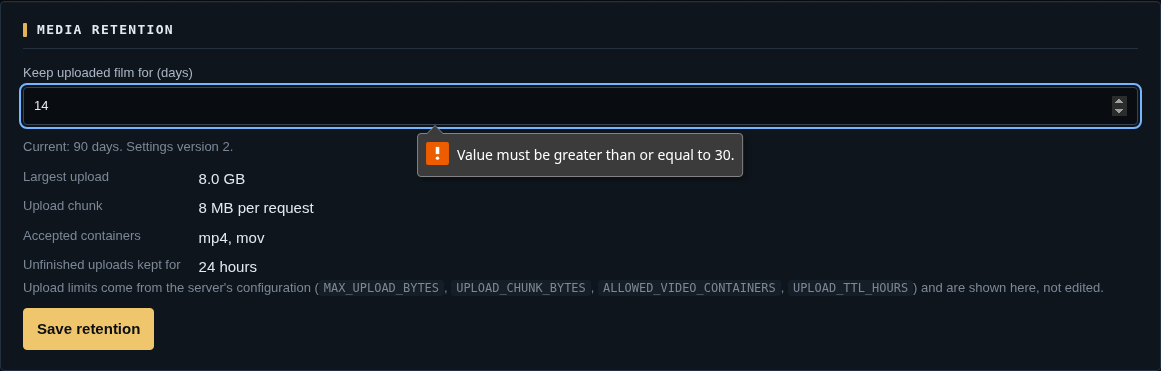 MEDIA RETENTION
Keep uploaded film for (days)
14
Value must be greater than or equal to 30.
Current: 90 days. Settings version 2.
Largest upload 8.0 GB
Upload chunk 8 MB per request
Accepted containers mp4, mov
Unfinished uploads kept for 24 hours
Upload limits come from the server's configuration ( MAX_UPLOAD_BYTES , UPLOAD_CHUNK_BYTES , ALLOWED_VIDEO_CONTAINERS , UPLOAD_TTL_HOURS ) and are shown here, not edited.
Save retention